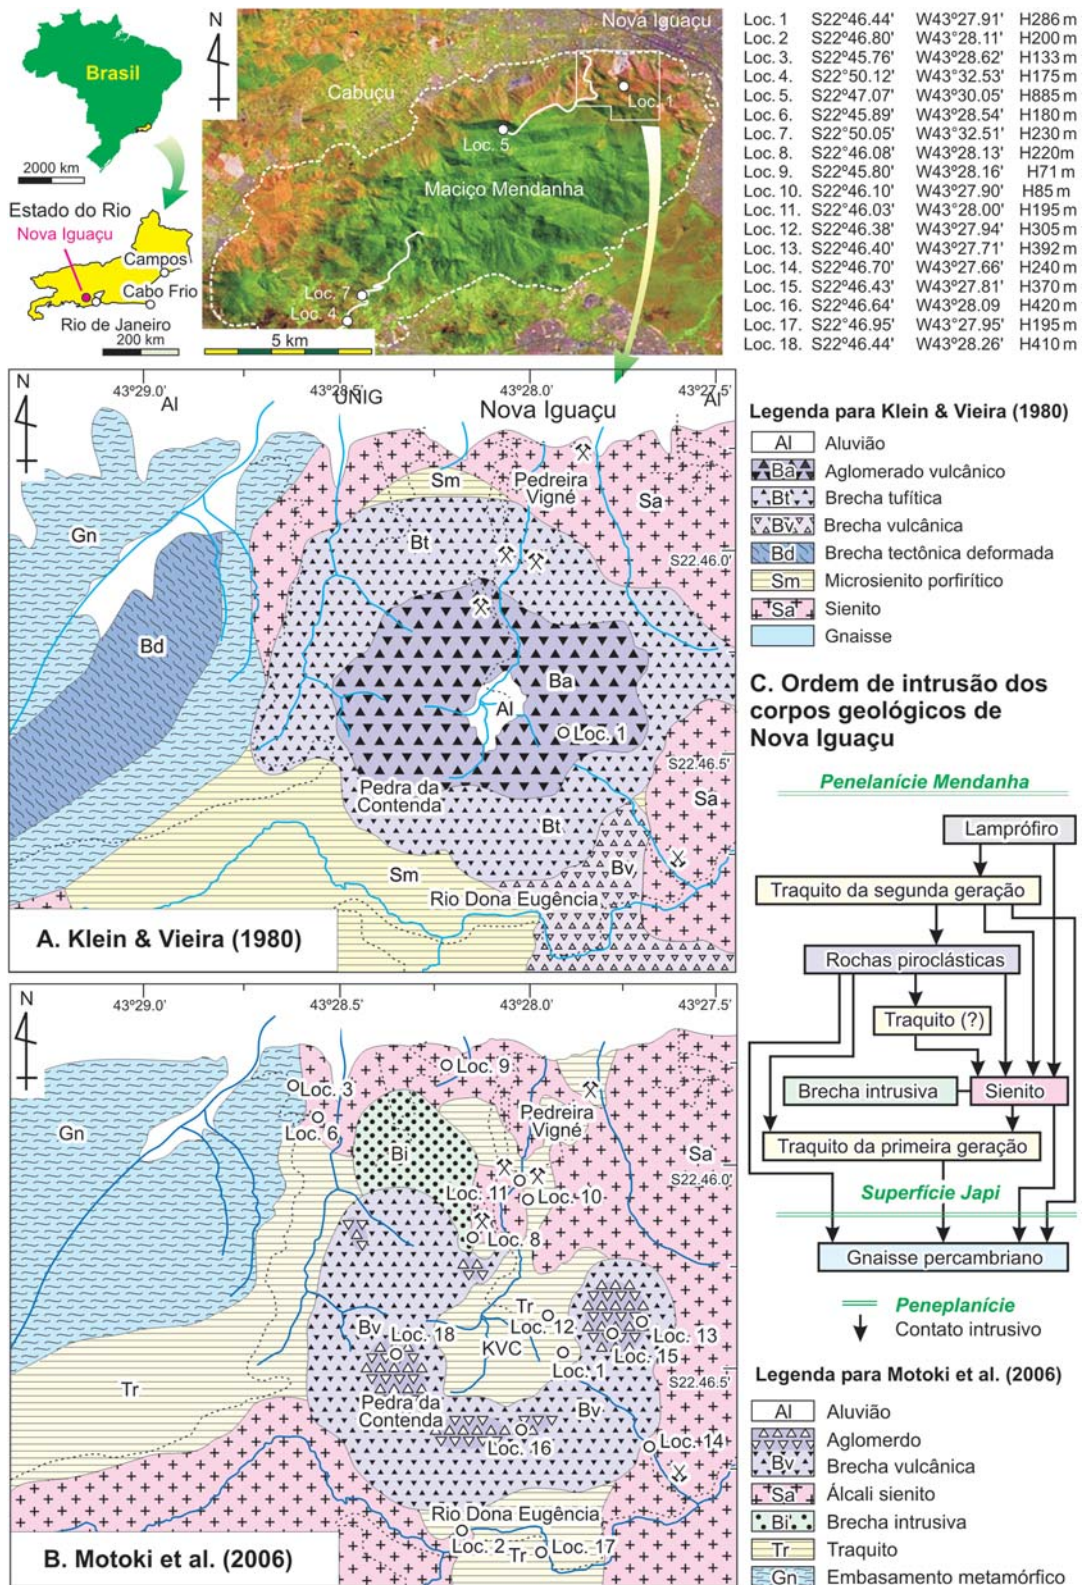 Brasil
2000 km
Estado do Rio
Nova Iguaçu
Campos
Cabo Frio
Rio de Janeiro
200 km
N
Nova Iguaçu
Cabuçu
Loc. 1
Loc. 5
Maciço Mendanha
Loc. 7
Loc. 4
5 km
Loc. 1 S22°46.44' W43°27.91' H286 m
Loc. 2 S22°46.80' W43°28.11' H200 m
Loc. 3. S22°45.76' W43°28.62' H133 m
Loc. 4. S22°50.12' W43°32.53' H175 m
Loc. 5. S22°47.07' W43°30.05' H885 m
Loc. 6. S22°45.89' W43°28.54' H180 m
Loc. 7. S22°50.05' W43°32.51' H230 m
Loc. 8. S22°46.08' W43°28.13' H220m
Loc. 9. S22°45.80' W43°28.16' H71 m
Loc. 10. S22°46.10' W43°27.90' H85 m
Loc. 11. S22°46.03' W43°28.00' H195 m
Loc. 12. S22°46.38' W43°27.94' H305 m
Loc. 13. S22°46.40' W43°27.71' H392 m
Loc. 14. S22°46.70' W43°27.66' H240 m
Loc. 15. S22°46.43' W43°27.81' H370 m
Loc. 16. S22°46.64' W43°28.09 H420 m
Loc. 17. S22°46.95' W43°27.95' H195 m
Loc. 18. S22°46.44' W43°28.26' H410 m
N
43°29.0' 43°28.5' 43°28.0' 43°27.5'
Al UNIG Nova Iguaçu Al
Sm
Pedreira
Vigné
Sa
Gn
Bt
S22.46.0'
Bd
Ba
Al
Loc. 1
S22.46.5'
Pedra da
Contenda
Sa
Bt
Bv
Sm
Rio Dona Eugência
A. Klein & Vieira (1980)
Legenda para Klein & Vieira (1980)
Al Aluvião
Ba Aglomerado vulcânico
Bt Brecha tufítica
Bv Brecha vulcânica
Bd Brecha tectônica deformada
Sm Microsienito porfirítico
Sa Sienito
Gnaisse
C. Ordem de intrusão dos
corpos geológicos de
Nova Iguaçu
Penelanície Mendanha
Lamprófiro
Traquito da segunda geração
Rochas piroclásticas
Traquito (?)
Brecha intrusiva
Sienito
Traquito da primeira geração
Superfície Japi
Gnaisse percambriano
Peneplanície
Contato intrusivo
N
43°29.0' 43°28.5' 43°28.0' 43°27.5'
Loc. 9
Loc. 3
Pedreira
Vigné
Loc. 6
Gn
Bi
Sa
S22.46.0'
Loc. 11
Loc. 10
Loc. 8
Tr
Bv
Loc. 12
Loc. 13
Loc. 18
KVC
Loc. 15
Loc. 1
S22.46.5'
Tr
Pedra da
Contenda
Bv
Loc. 16
Loc. 14
Rio Dona Eugência
Loc. 2
Tr
Loc. 17
B. Motoki et al. (2006)
Legenda para Motoki et al. (2006)
Al Aluvião
Aglomerdo
Bv Brecha vulcânica
Sa Álcali sienito
Bi Brecha intrusiva
Tr Traquito
Gn Embasamento metamórfico